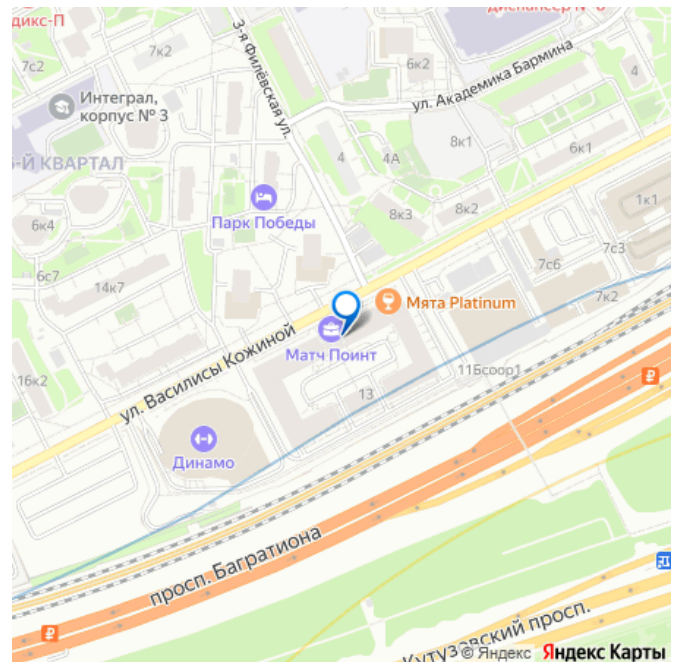 дикс-П
диспансер № 8
7с2
7к2
3-я Филёвская ул.
6к2
ул. Академика Бармина
4
Интеграл,
корпус № 3
8к1
6к1
4
4А
-Й КВАРТАЛ
Парк Победы
8к3
8к2
1к1
6к4
7с6
7с3
6с7
14к7
Мята Platinum
7к2
ул. Василисы Кожиной
Матч Поинт
11Бсоор1
16к2
13
Динамо
просп. Багратиона
Кутузовский просп.
© Яндекс Яндекс Карты